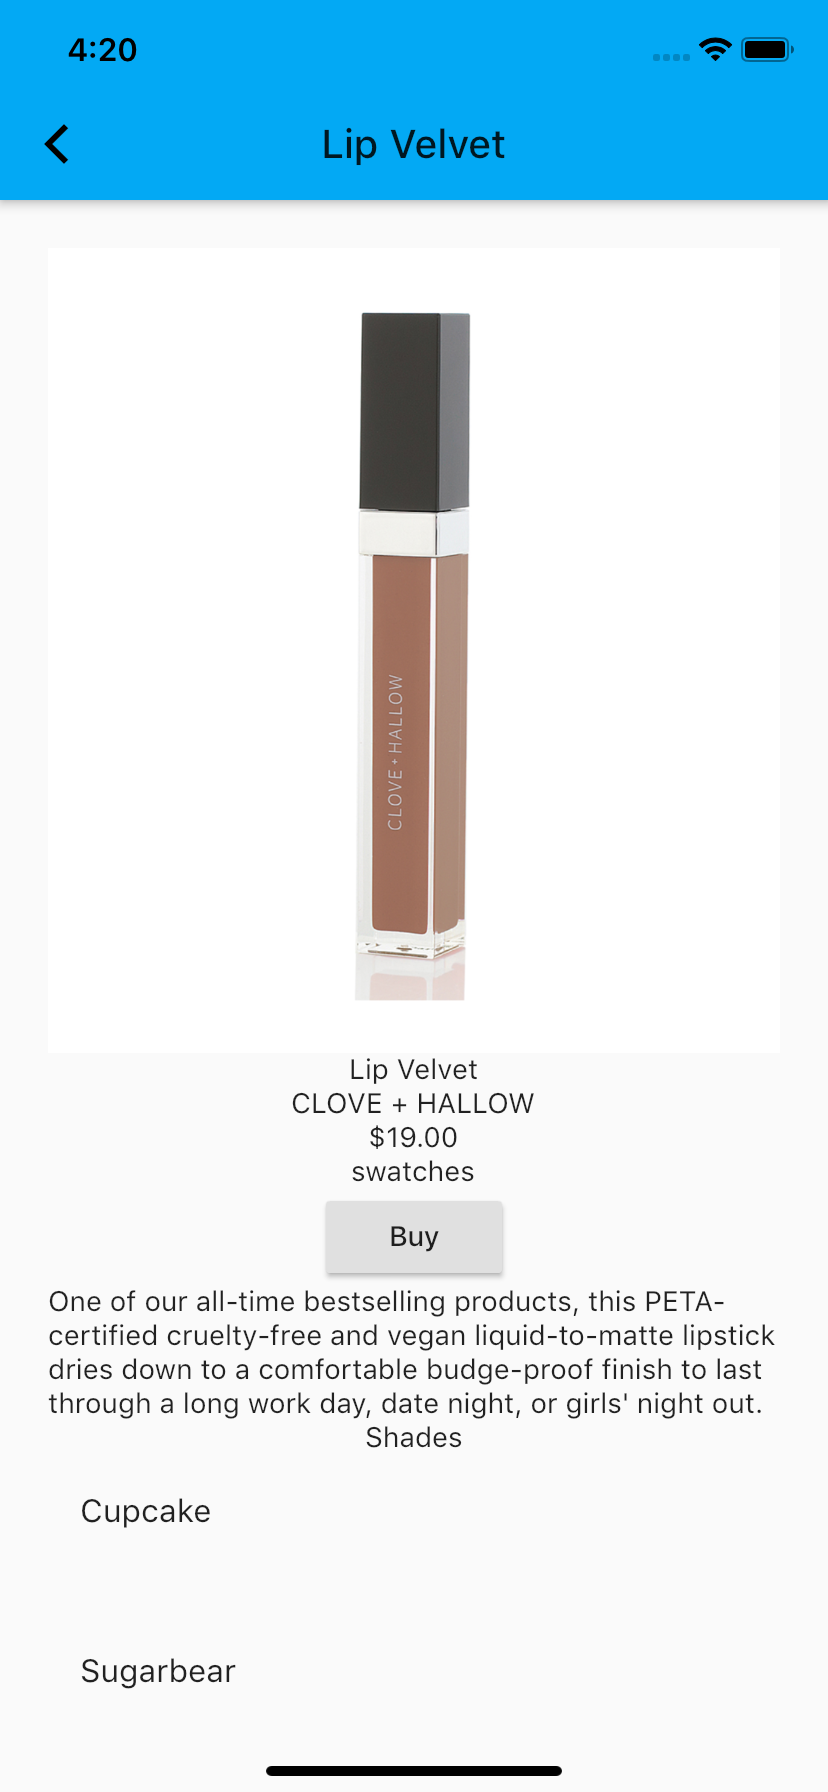 4:20
Lip Velvet
CLOVE + HALLOW
Lip Velvet
CLOVE + HALLOW
$19.00
swatches
Buy
One of our all-time bestselling products, this PETA-
certified cruelty-free and vegan liquid-to-matte lipstick
dries down to a comfortable budge-proof finish to last
through a long work day, date night, or girls' night out.
Shades
Cupcake
Sugarbear